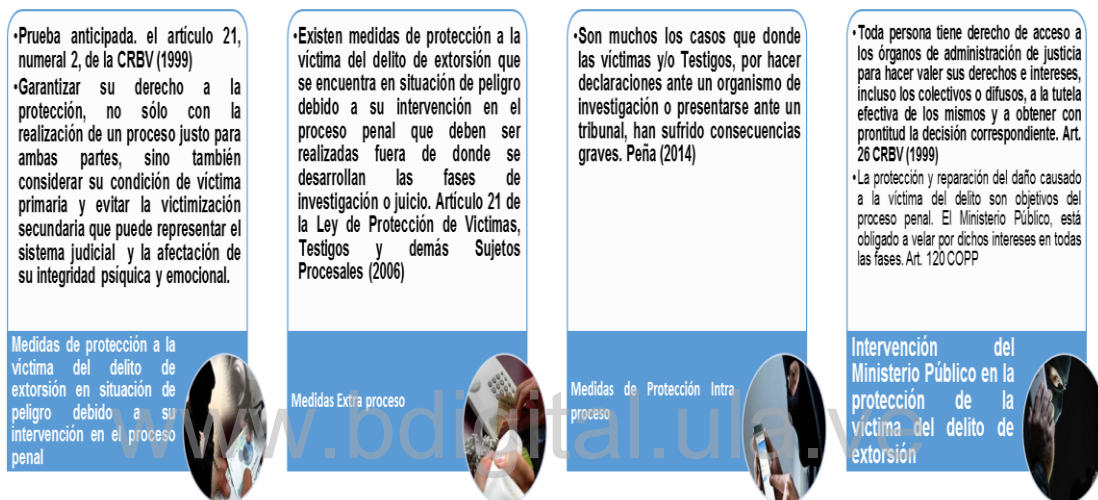 •Prueba anticipada. el artículo 21,
numeral 2, de la CRBV (1999)
•Garantizar su derecho a la
protección, no sólo con la
realización de un proceso justo para
ambas partes, sino también
considerar su condición de víctima
primaria y evitar la victimización
secundaria que puede representar el
sistema judicial y la afectación de
su integridad psíquica y emocional.
Medidas de protección a la
víctima del delito de
extorsión en situación de
peligro debido a su
intervención en el proceso
penal
•Existen medidas de protección a la
víctima del delito de extorsión que
se encuentra en situación de peligro
debido a su intervención en el
proceso penal que deben ser
realizadas fuera de donde se
desarrollan las fases de
investigación o juicio. Artículo 21 de
la Ley de Protección de Victimas,
Testigos y demás Sujetos
Procesales (2006)
Medidas Extra proceso
•Son muchos los casos que donde
las víctimas y/o Testigos, por hacer
declaraciones ante un organismo de
investigación o presentarse ante un
tribunal, han sufrido consecuencias
graves. Peña (2014)
Medidas de Protección Intra
proceso
•Toda persona tiene derecho de acceso a
los órganos de administración de justicia
para hacer valer sus derechos e intereses,
incluso los colectivos o difusos, a la tutela
efectiva de los mismos y a obtener con
prontitud la decisión correspondiente. Art.
26 CRBV (1999)
•La protección y reparación del daño causado
a la víctima del delito son objetivos del
proceso penal. El Ministerio Público, está
obligado a velar por dichos intereses en todas
las fases. Art. 120 COPP
Intervención del
Ministerio Público en la
protección de la
víctima del delito de
extorsión
www.bdigital.ula.ve